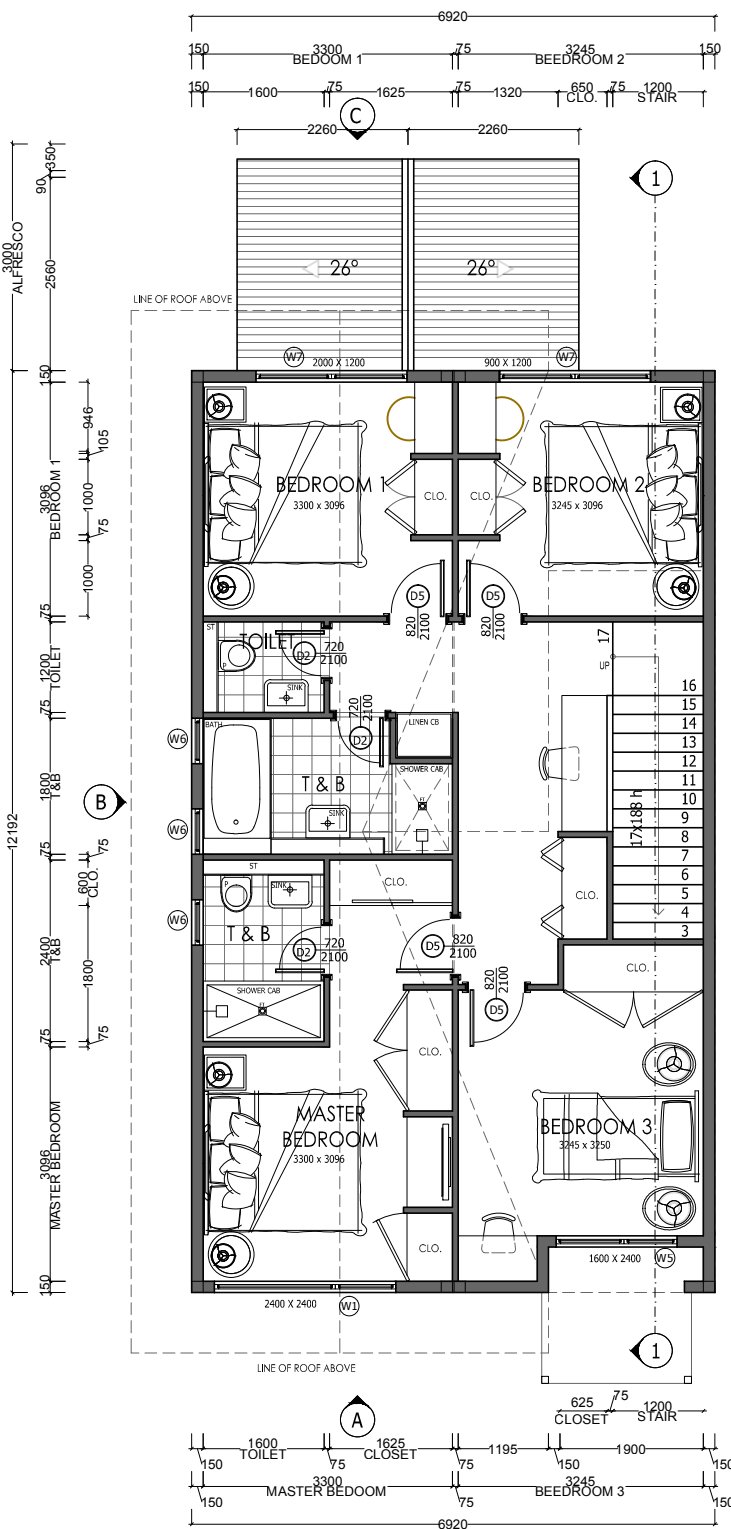 6920
150 3300 75 3245 150
BEDOOM 1 BEEDROOM 2
150 1600 75 1625 75 1320 650 75 1200
CLO. STAIR
C
2260 2260
350
90
1
3000
ALFRESCO
2560
26° 26°
LINE OF ROOF ABOVE
W7 2000 X 1200 900 X 1200 W7
150
946
105
3096
BEDROOM 1
1000
75
1000
BEDROOM 1
3300 x 3096
CLO.
CLO.
BEDROOM 2
3245 x 3096
D5
820
2100
D5
820
2100
75
1200
TOILET
75
ST
TOILET
P
SINK
D2
720
2100
720
2100
D2
LINEN CB
17
UP
16
15
14
13
12
11
10
9
8
7
6
5
4
3
17x188 h
W6
BATH
T & B
SINK
SHOWER CAB
FT
B
1800
T&B
12192
W6
75
75
600
CLO.
ST
P
SINK
CLO.
CLO.
W6
T & B
D2
720
2100
D5
820
2100
2400
T&B
1800
820
2100
D5
CLO.
SHOWER CAB
FT
75
75
CLO.
MASTER
BEDROOM
3300 x 3096
BEDROOM 3
3245 x 3250
3096
MASTER BEDROOM
CLO.
1600 X 2400 W5
150
2400 X 2400 W1
LINE OF ROOF ABOVE
1
A
625 75 1200
CLOSET STAIR
150 1600 75 1625 75 1195 150 1900 150
TOILET CLOSET
150 3300 75 3245 150
MASTER BEDOOM BEEDROOM 3
6920